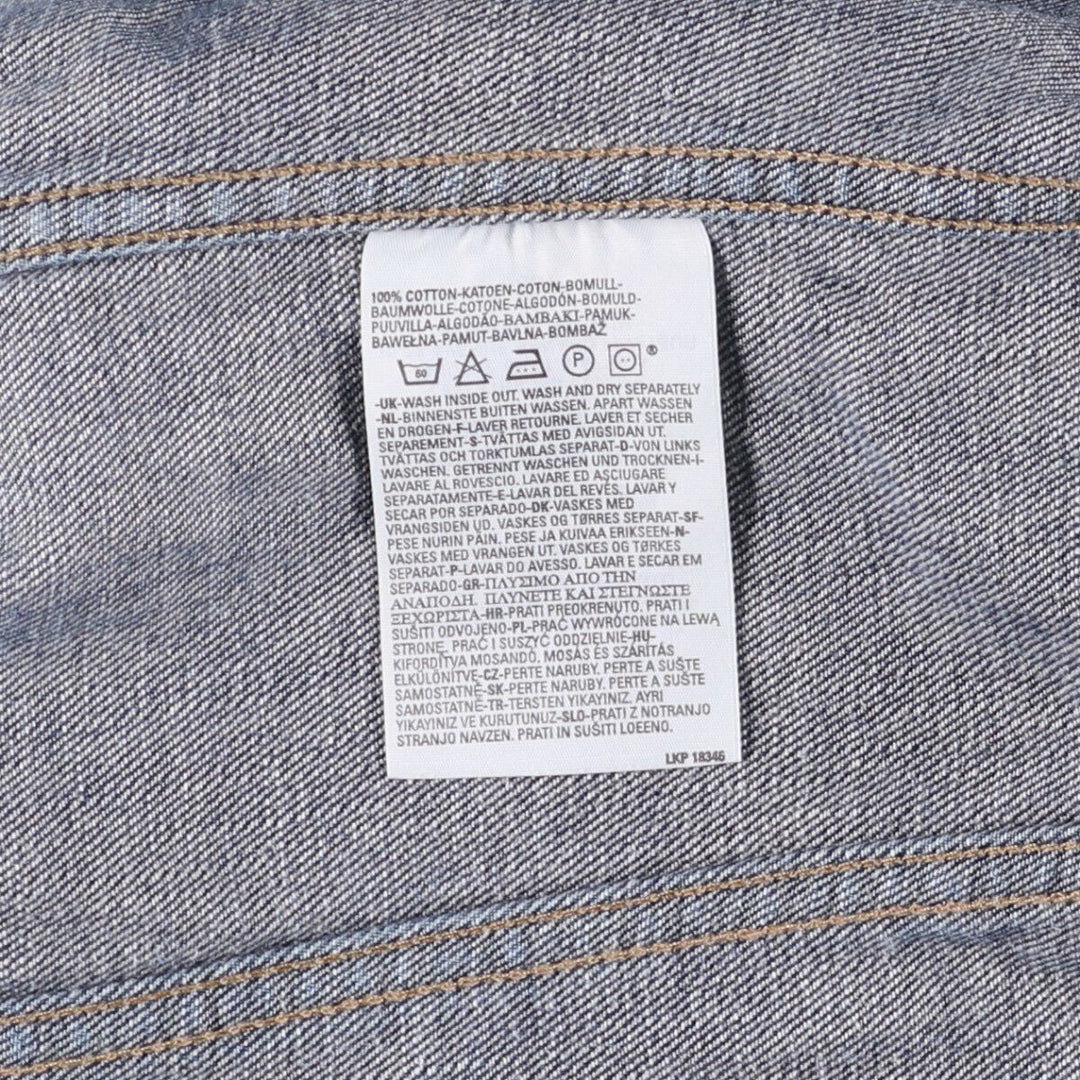 100% COTTON-KATOEN-COTON-BOMULL-
BAUMWOLLE-COTONE-ALGODÓN-BOMULD-
PUUVILLA-ALGODÃO-ΒΑΜΒΑΚΙ-PAMUK-
BAWEŁNA-PAMUT-BAVLNA-BOMBAŽ
60 P ®
-UK-WASH INSIDE OUT. WASH AND DRY SEPARATELY
-NL-BINNENSTE BUITEN WASSEN. APART WASSEN
EN DROGEN-F-LAVER RETOURNE. LAVER ET SECHER
SEPAREMENT-S-TVÄTTAS MED AVIGSIDAN UT.
TVÄTTAS OCH TORKTUMLAS SEPARAT-D-VON LINKS
WASCHEN. GETRENNT WASCHEN UND TROCKNEN-I-
LAVARE AL ROVESCIO. LAVARE ED ASCIUGARE
SEPARATAMENTE-E-LAVAR DEL REVÉS. LAVAR Y
SECAR POR SEPARADO-DK-VASKES MED
VRANGSIDEN UD. VASKES OG TØRRES SEPARAT-SF-
PESE NURIN PÄIN. PESE JA KUIVAA ERIKSEEN-N-
VASKES MED VRANGEN UT. VASKES OG TØRKES
SEPARAT-P-LAVAR DO AVESSO. LAVAR E SECAR EM
SEPARADO-GR-ΠΛΥΣΙΜΟ ΑΠΟ ΤΗΝ
ΑΝΑΠΟΔΗ. ΠΛΥΝΕΤΕ ΚΑΙ ΣΤΕΓΝΩΣΤΕ
ΞΕΧΩΡΙΣΤΑ-HR-PRATI PREOKRENUTO. PRATI I
SUŠITI ODVOJENO-PL-PRAĆ WYWRÓCONE NA LEWĄ
STRONĘ. PRAĆ I SUSZYĆ ODDZIELNIE-HU-
KIFORDÍTVA MOSANDÓ. MOSÁS ÉS SZÁRÍTÁS
ELKÜLÖNÍTVE-CZ-PERTE NARUBY. PERTE A SUŠTE
SAMOSTATNĚ-SK-PERTE NARUBY. PERTE A SUŠTE
SAMOSTATNĚ-TR-TERSTEN YIKAYINIZ. AYRI
YIKAYINIZ VE KURUTUNUZ-SLO-PRATI Z NOTRANJO
STRANJO NAVZEN. PRATI IN SUŠITI LOEENO.
LKP 18346